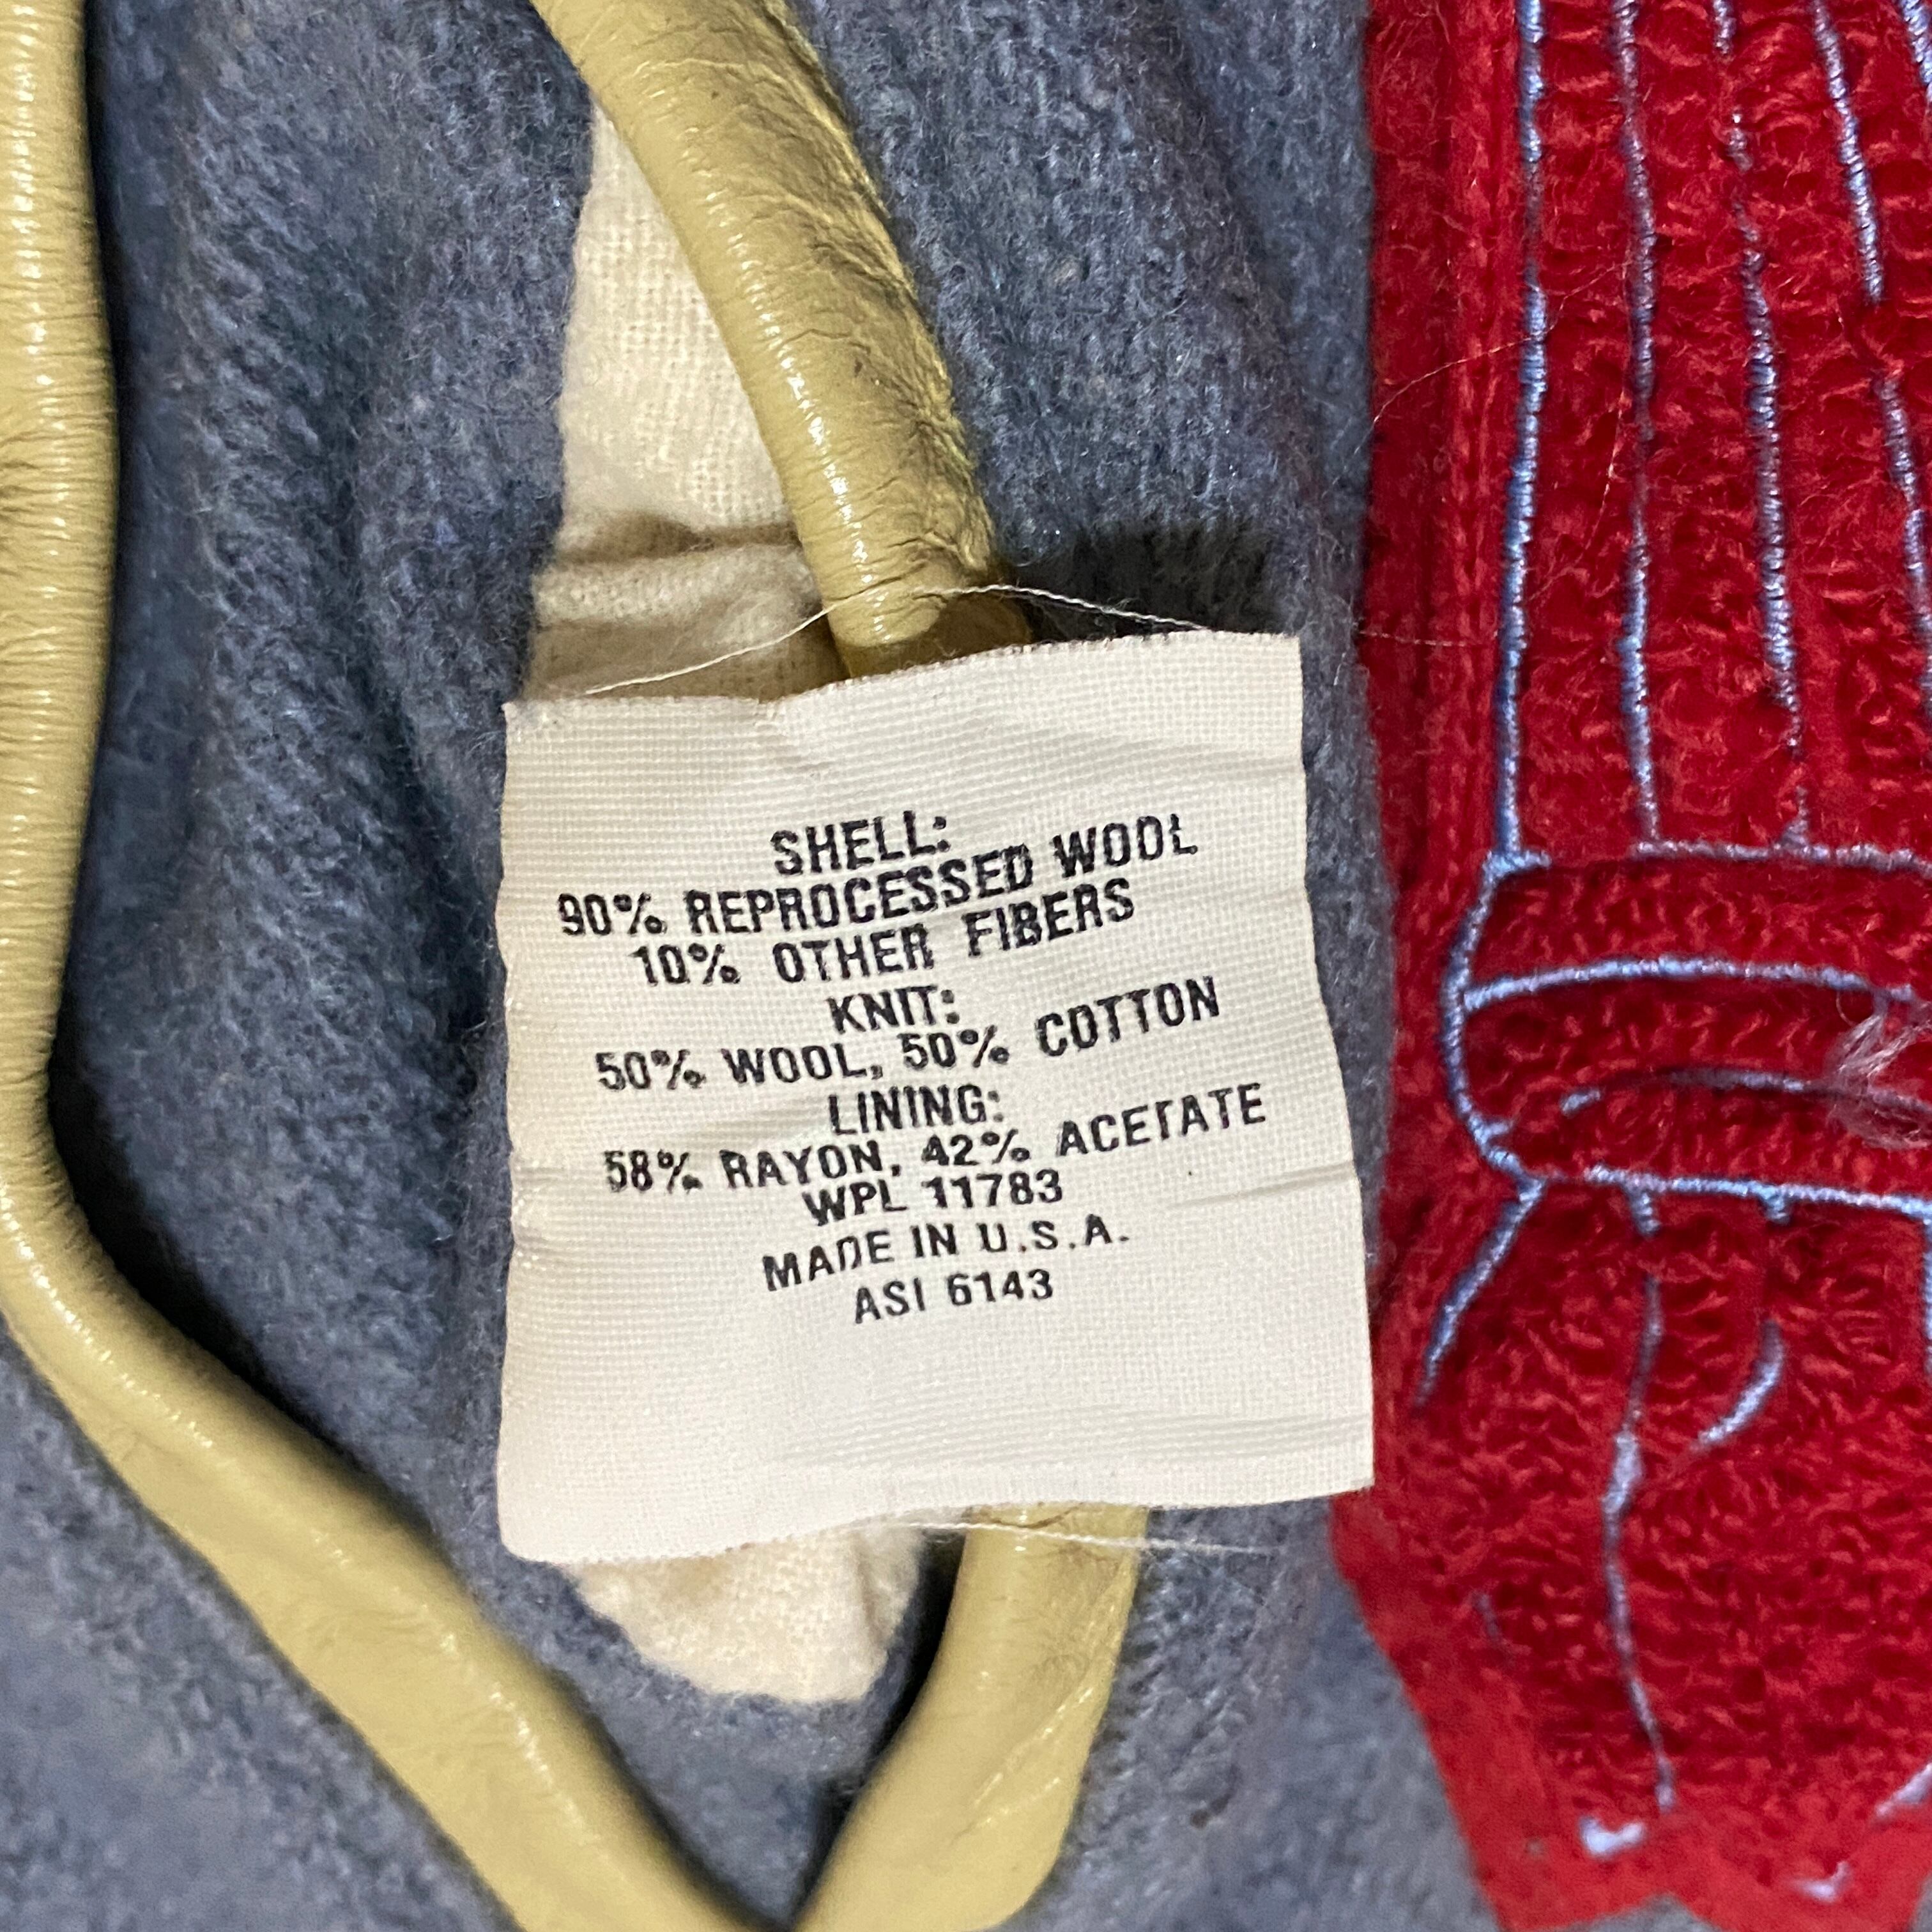 SHELL:
90% REPROCESSED WOOL
10% OTHER FIBERS
KNIT:
50% WOOL, 50% COTTON
LINING:
58% RAYON, 42% ACETATE
WPL 11783
MADE IN U.S.A.
ASI 6143